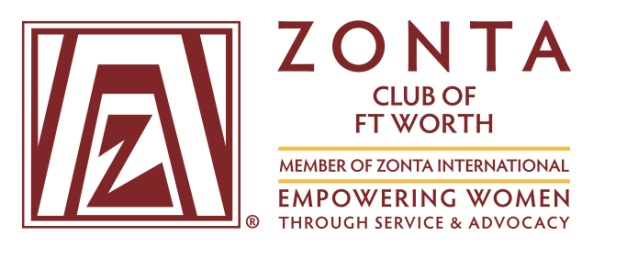 ZONTA
CLUB OF
FT WORTH
MEMBER OF ZONTA INTERNATIONAL
EMPOWERING WOMEN
THROUGH SERVICE & ADVOCACY
Z
®